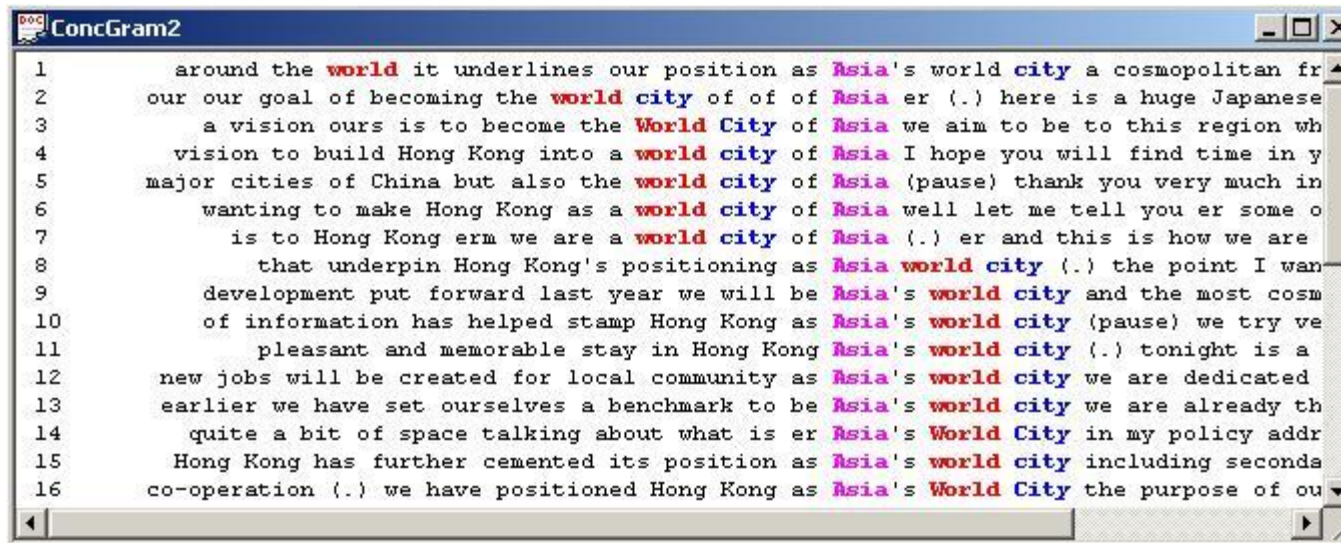 DOC ConcGram2
1 around the world it underlines our position as Asia's world city a cosmopolitan fr
2 our our goal of becoming the world city of of of Asia er (.) here is a huge Japanese
3 a vision ours is to become the World City of Asia we aim to be to this region wh
4 vision to build Hong Kong into a world city of Asia I hope you will find time in y
5 major cities of China but also the world city of Asia (pause) thank you very much in
6 wanting to make Hong Kong as a world city of Asia well let me tell you er some o
7 is to Hong Kong erm we are a world city of Asia (.) er and this is how we are
8 that underpin Hong Kong's positioning as Asia world city (.) the point I wan
9 development put forward last year we will be Asia's world city and the most cosm
10 of information has helped stamp Hong Kong as Asia's world city (pause) we try ve
11 pleasant and memorable stay in Hong Kong Asia's world city (.) tonight is a
12 new jobs will be created for local community as Asia's world city we are dedicated
13 earlier we have set ourselves a benchmark to be Asia's world city we are already th
14 quite a bit of space talking about what is er Asia's World City in my policy addr
15 Hong Kong has further cemented its position as Asia's world city including seconda
16 co-operation (.) we have positioned Hong Kong as Asia's World City the purpose of ou